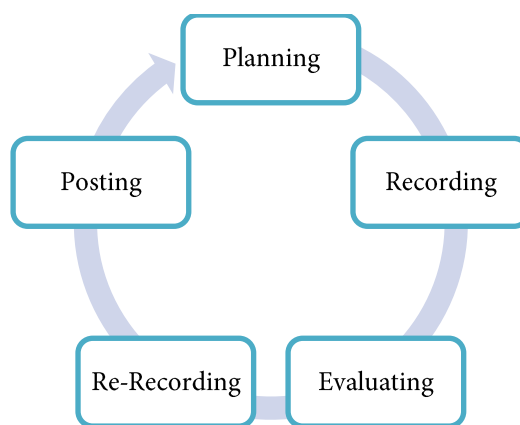 Planning
Recording
Evaluating
Re-Recording
Posting